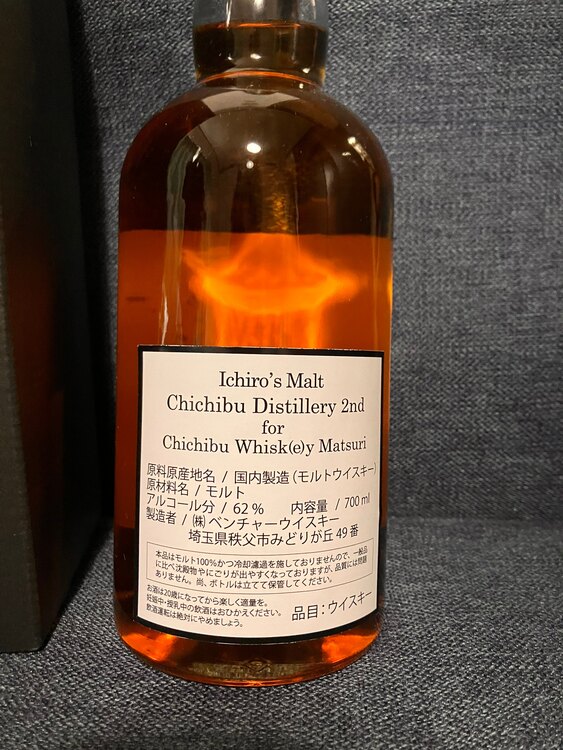 Ichiro's Malt
Chichibu Distillery 2nd
for
Chichibu Whisk(e)y Matsuri
原料原産地名 / 国内製造 (モルトウイスキー)
原材料名 / モルト
アルコール分 / 62% 内容量 / 700 ml
製造者 / ㈱ベンチャーウイスキー
埼玉県秩父市みどりが丘 49 番
本品はモルト100%かつ冷却濾過を施しておりませんので、一般品
に比べ沈殿物やにごりが出やすくなっておりますが、品質には問題
ありません。尚、ボトルは立てて保管してください。
お酒は20歳になってから楽しく適量を。
妊娠中・授乳中の飲酒はおひかえください。
飲酒運転は絶対にやめましょう。
品目：ウイスキー